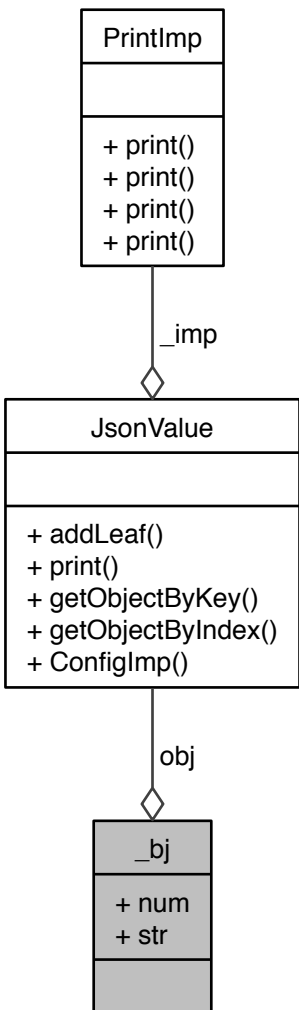 PrintImp
+ print()
+ print()
+ print()
+ print()
_imp
JsonValue
+ addLeaf()
+ print()
+ getObjectByKey()
+ getObjectByIndex()
+ ConfigImp()
obj
_bj
+ num
+ str